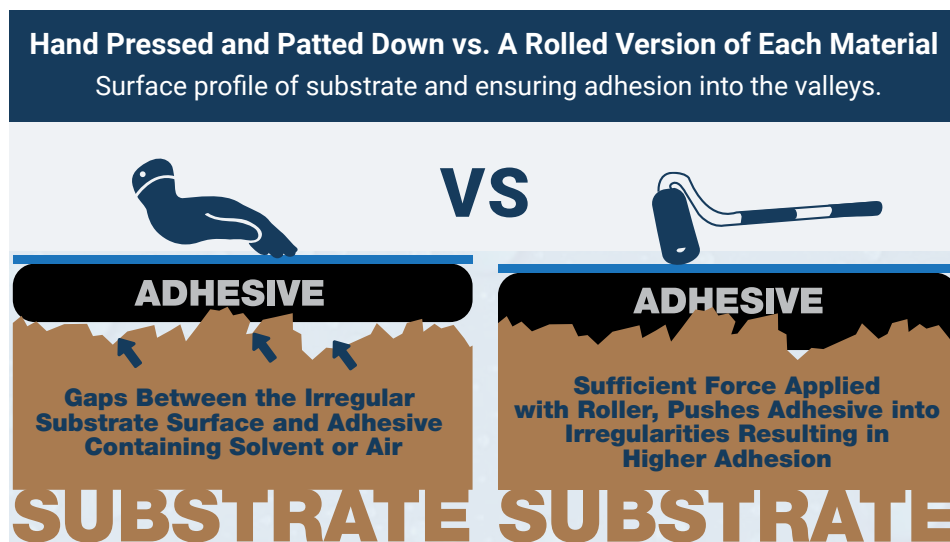 Hand Pressed and Patted Down vs. A Rolled Version of Each Material
Surface profile of substrate and ensuring adhesion into the valleys.
VS
ADHESIVE
Gaps Between the Irregular
Substrate Surface and Adhesive
Containing Solvent or Air
SUBSTRATE
ADHESIVE
Sufficient Force Applied
with Roller, Pushes Adhesive into
Irregularities Resulting in
Higher Adhesion
SUBSTRATE